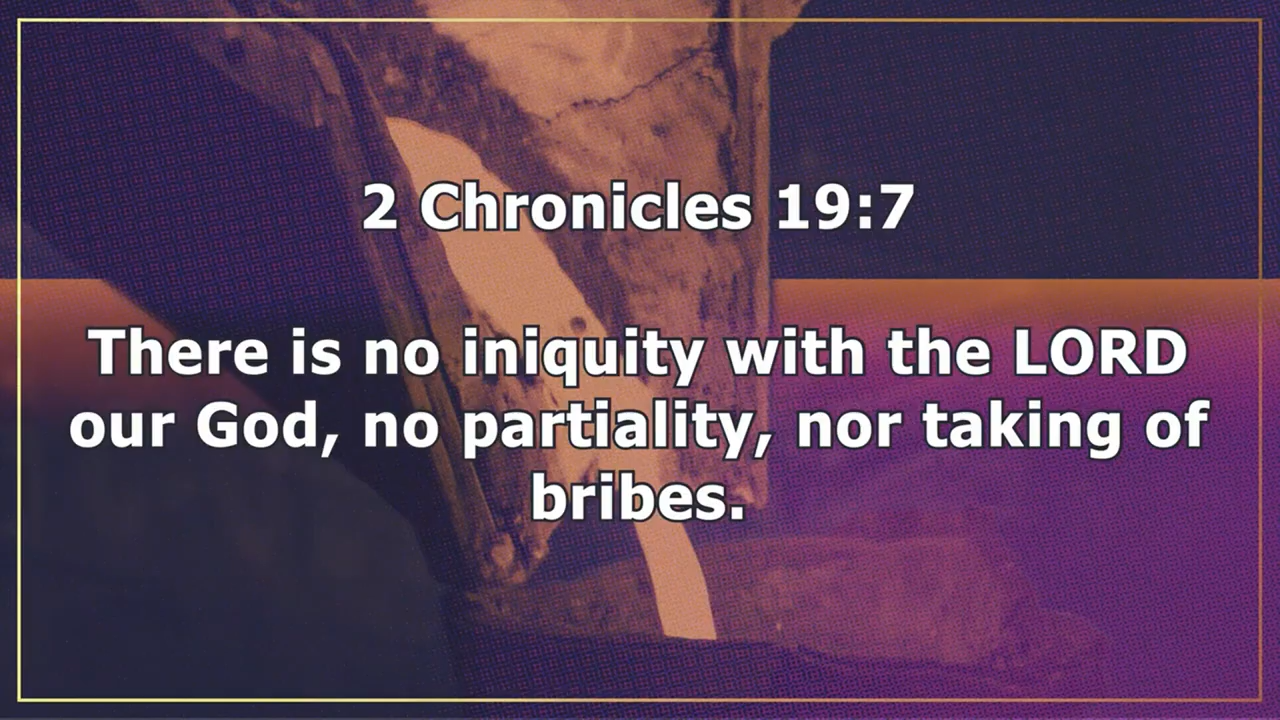 2 Chronicles 19:7
There is no iniquity with the LORD
our God, no partiality, nor taking of
bribes.